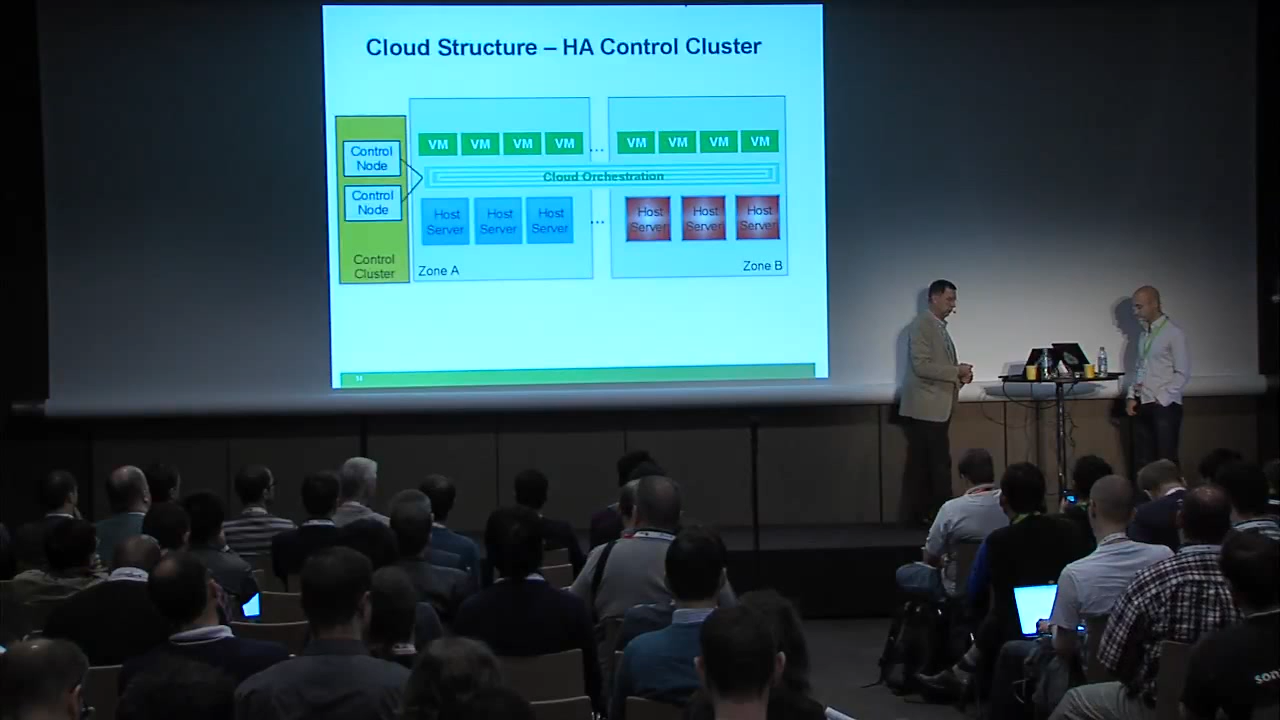 Cloud Structure – HA Control Cluster
VM VM VM VM ... VM VM VM VM
Control
Node
Control
Node
Cloud Orchestration
Host
Server
Host
Server
Host
Server
...
Host
Server
Host
Server
Host
Server
Control
Cluster
Zone A
Zone B
son